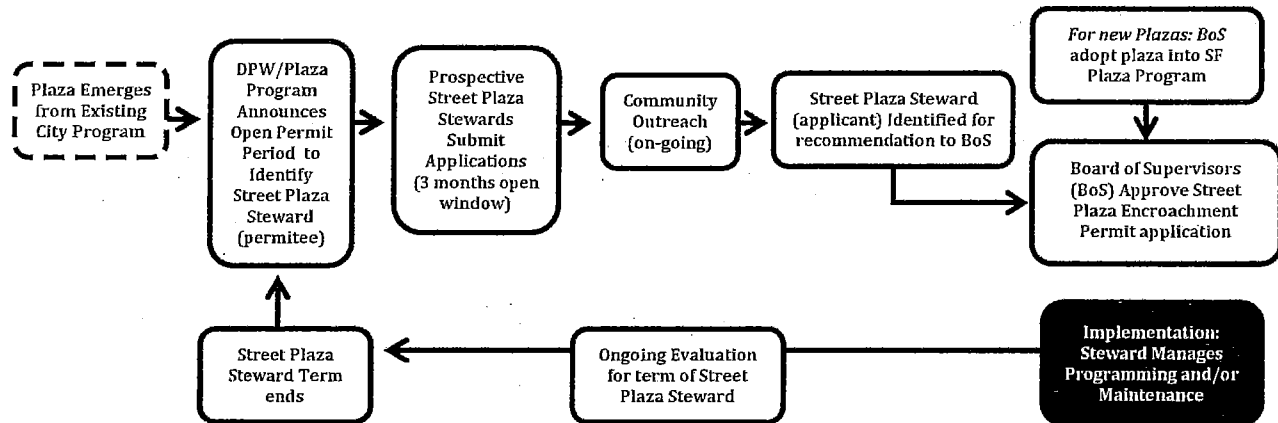 Plaza Emerges
from Existing
City Program
DPW/Plaza
Program
Announces
Open Permit
Period to
Identify
Street Plaza
Steward
(permitee)
Prospective
Street Plaza
Stewards
Submit
Applications
(3 months open
window)
Community
Outreach
(on-going)
Street Plaza Steward
(applicant) Identified for
recommendation to BoS
For new Plazas: BoS
adopt plaza into SF
Plaza Program
Board of Supervisors
(BoS) Approve Street
Plaza Encroachment
Permit application
Implementation:
Steward Manages
Programming and/or
Maintenance
Ongoing Evaluation
for term of Street
Plaza Steward
Street Plaza
Steward Term
ends